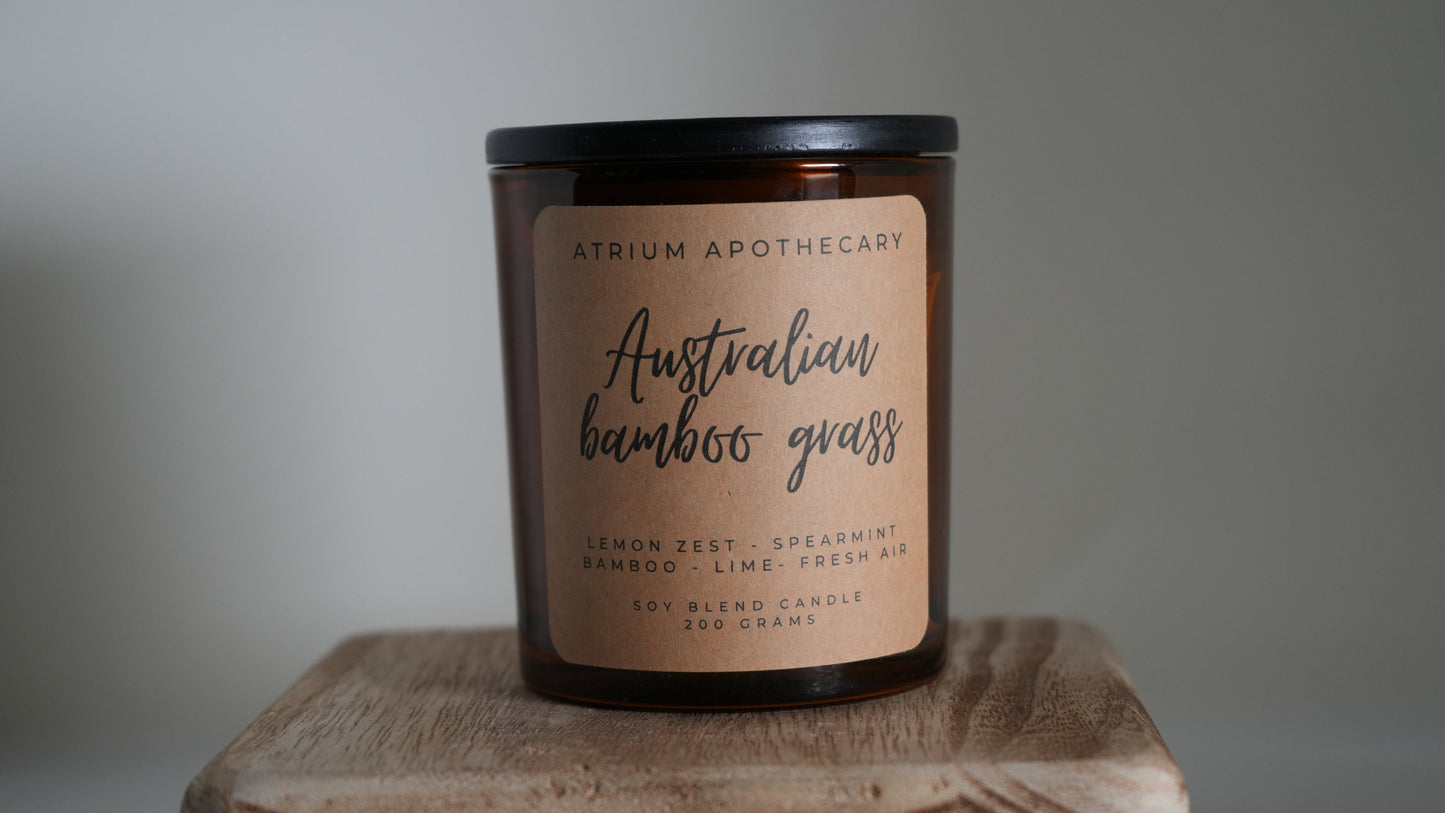 ATRIUM APOTHECARY
Australian
bamboo grass
LEMON ZEST - SPEARMINT
BAMBOO - LIME- FRESH AIR
SOY BLEND CANDLE
200 GRAMS